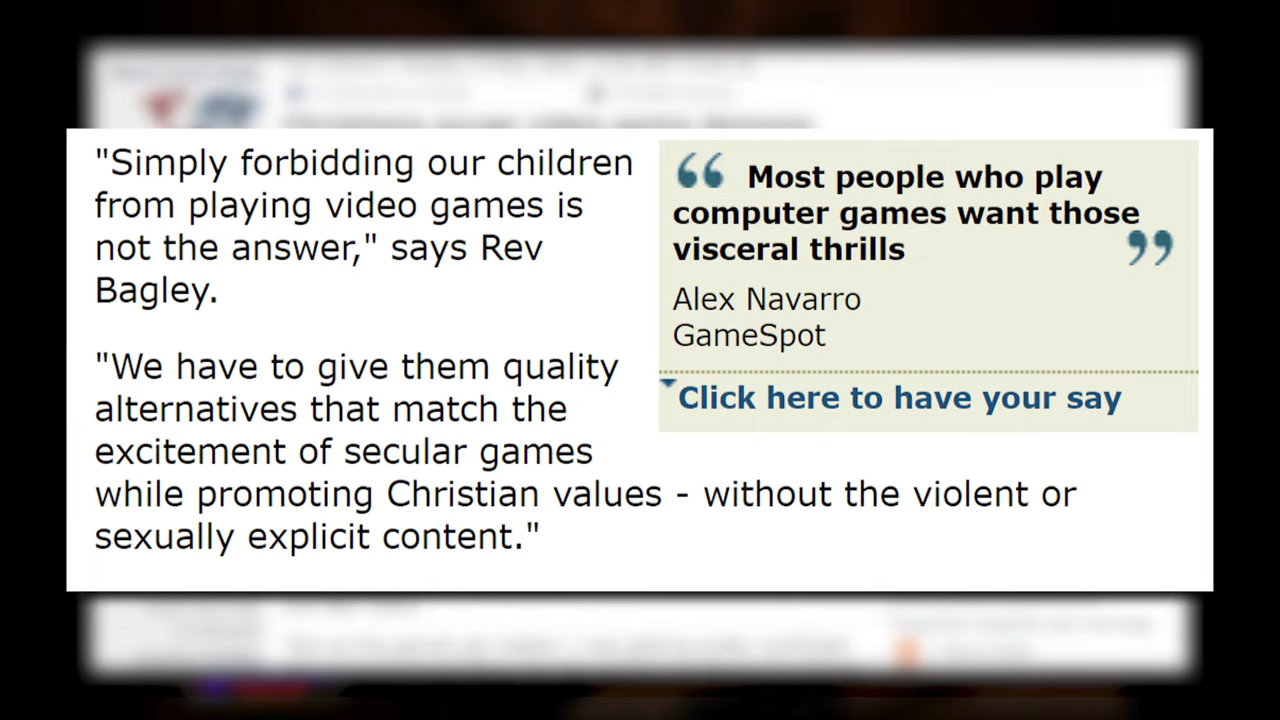 "Simply forbidding our children
from playing video games is
not the answer," says Rev
Bagley.
"We have to give them quality
alternatives that match the
excitement of secular games
while promoting Christian values - without the violent or
sexually explicit content."
“ Most people who play
computer games want those
visceral thrills ”
Alex Navarro
GameSpot
Click here to have your say